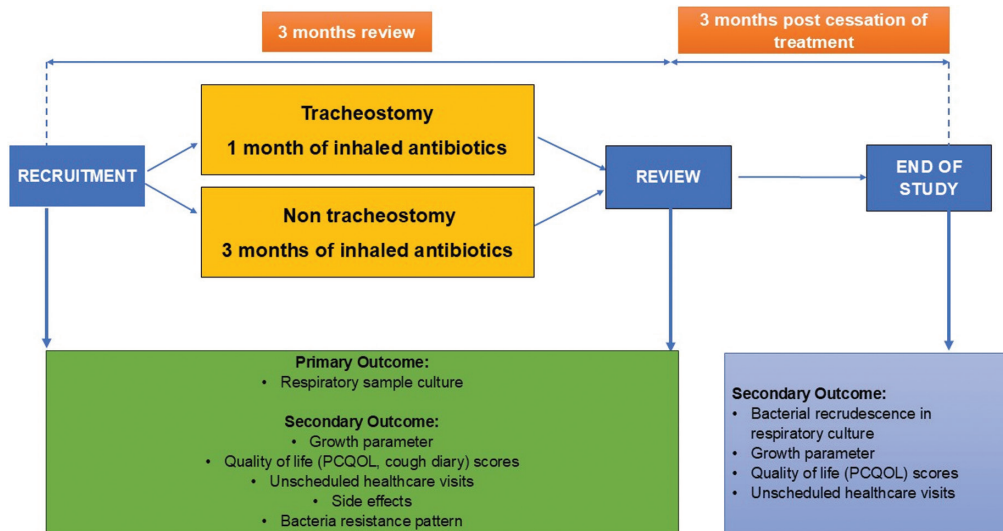 3 months review
3 months post cessation of
treatment
Tracheostomy
1 month of inhaled antibiotics
RECRUITMENT
Non tracheostomy
3 months of inhaled antibiotics
REVIEW
END OF
STUDY
Primary Outcome:
• Respiratory sample culture
Secondary Outcome:
• Growth parameter
• Quality of life (PCQOL, cough diary) scores
• Unscheduled healthcare visits
• Side effects
• Bacteria resistance pattern
Secondary Outcome:
• Bacterial recrudescence in
respiratory culture
• Growth parameter
• Quality of life (PCQOL) scores
• Unscheduled healthcare visits